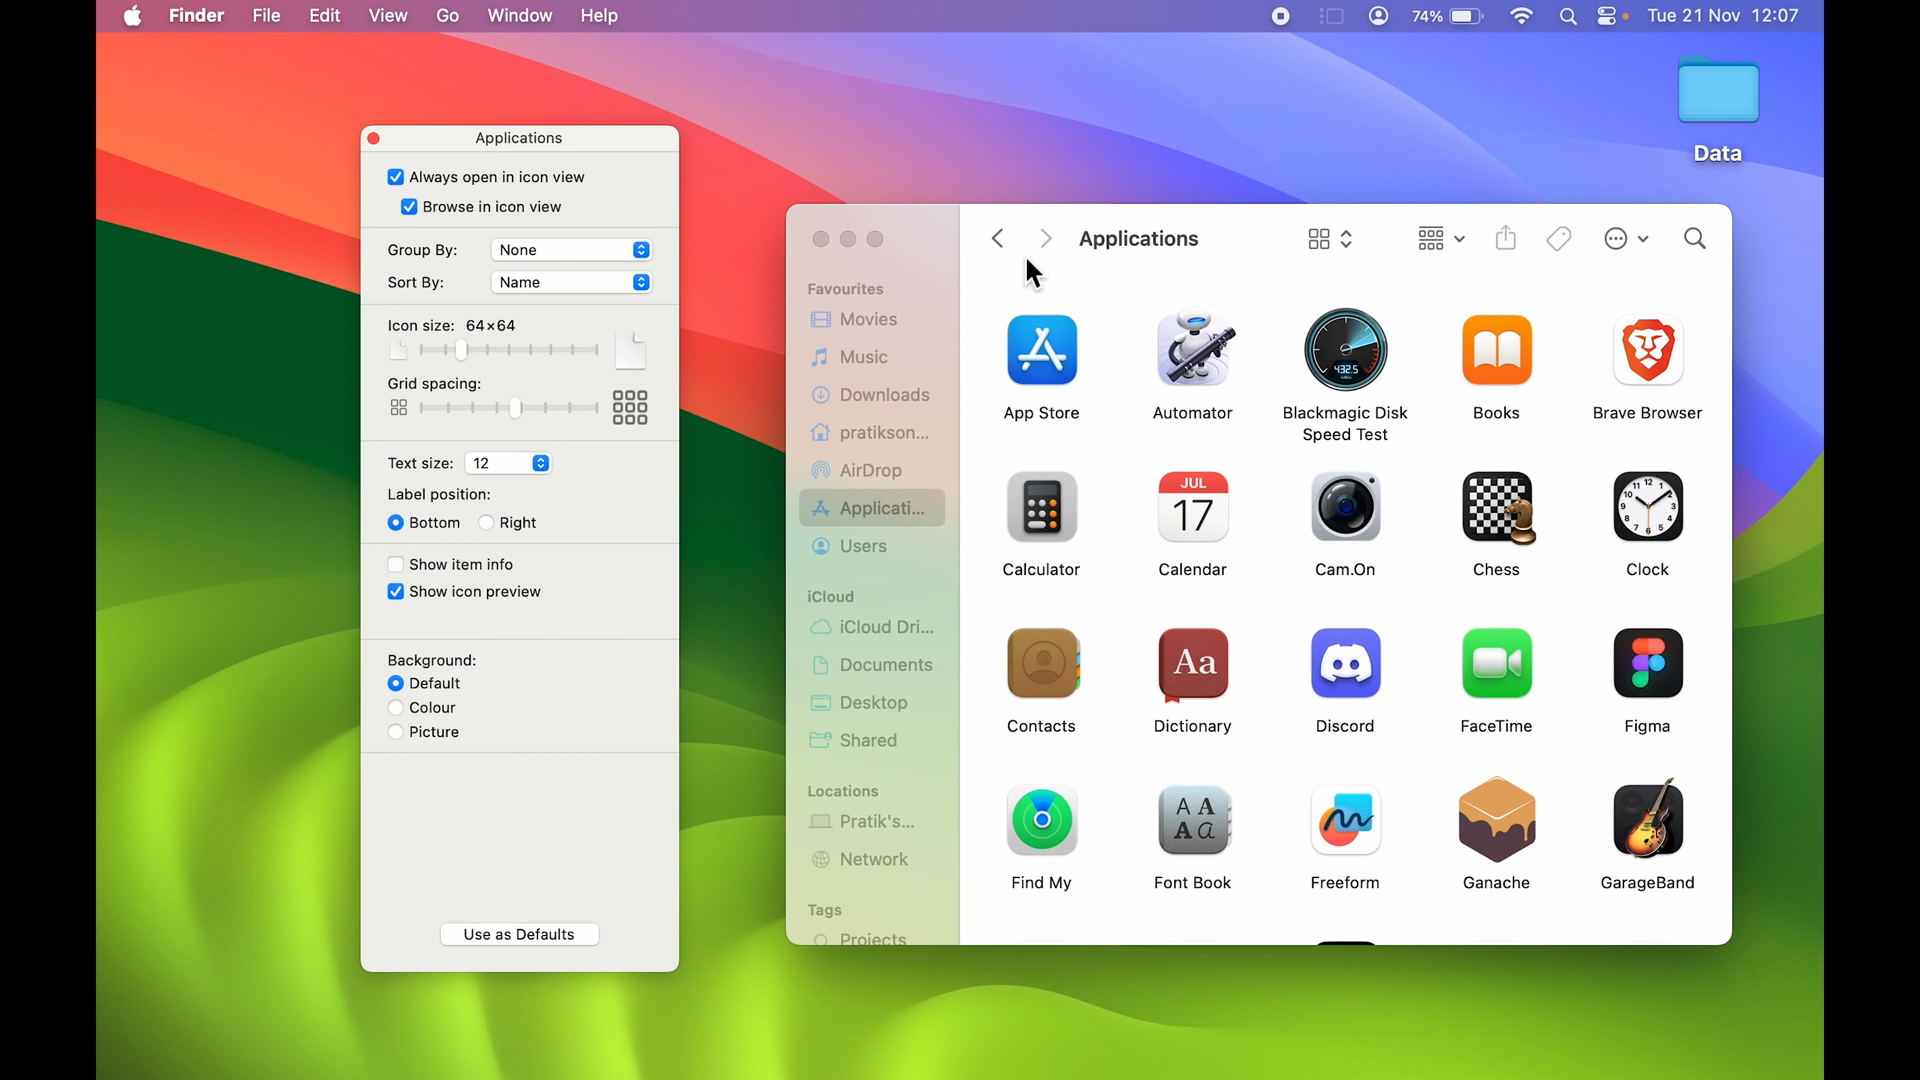 Finder File Edit View Go Window Help 74% Tue 21 Nov 12:07
Data
Applications
Always open in icon view
Browse in icon view
Group By: None
Sort By: Name
Icon size: 64×64
Grid spacing:
Text size: 12
Label position:
Bottom Right
Show item info
Show icon preview
Background:
Default
Colour
Picture
Use as Defaults
Favourites
Movies
Music
Downloads
pratikson...
AirDrop
Applicati...
Users
iCloud
iCloud Dri...
Documents
Desktop
Shared
Locations
Pratik's...
Network
Tags
Projects
Applications
432.5
App Store Automator Blackmagic Disk Books Brave Browser
Speed Test
JUL
17
Calculator Calendar Cam.On Chess Clock
Aa
Contacts Dictionary Discord FaceTime Figma
A A
A a
Find My Font Book Freeform Ganache GarageBand